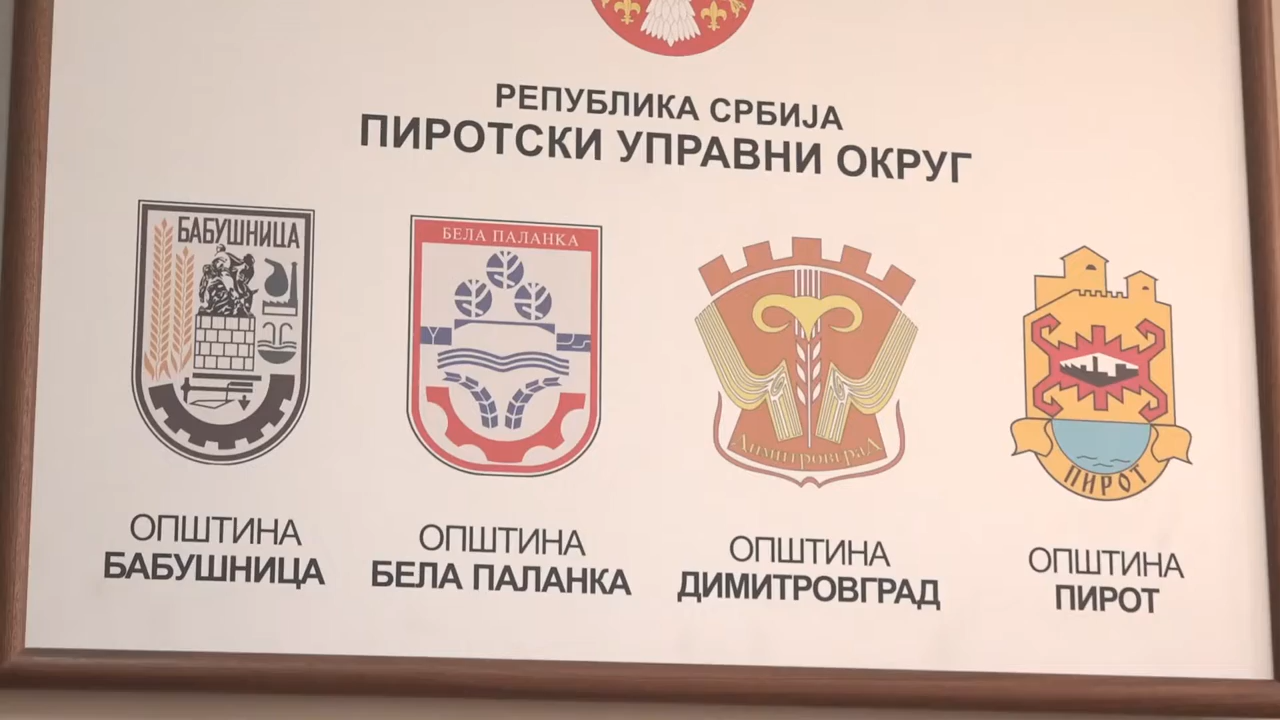 РЕПУБЛИКА СРБИЈА
ПИРОТСКИ УПРАВНИ ОКРУГ
БАБУШНИЦА
БЕЛА ПАЛАНКА
ДимитровграД
ПИРОТ
ОПШТИНА
БАБУШНИЦА
ОПШТИНА
БЕЛА ПАЛАНКА
ОПШТИНА
ДИМИТРОВГРАД
ОПШТИНА
ПИРОТ